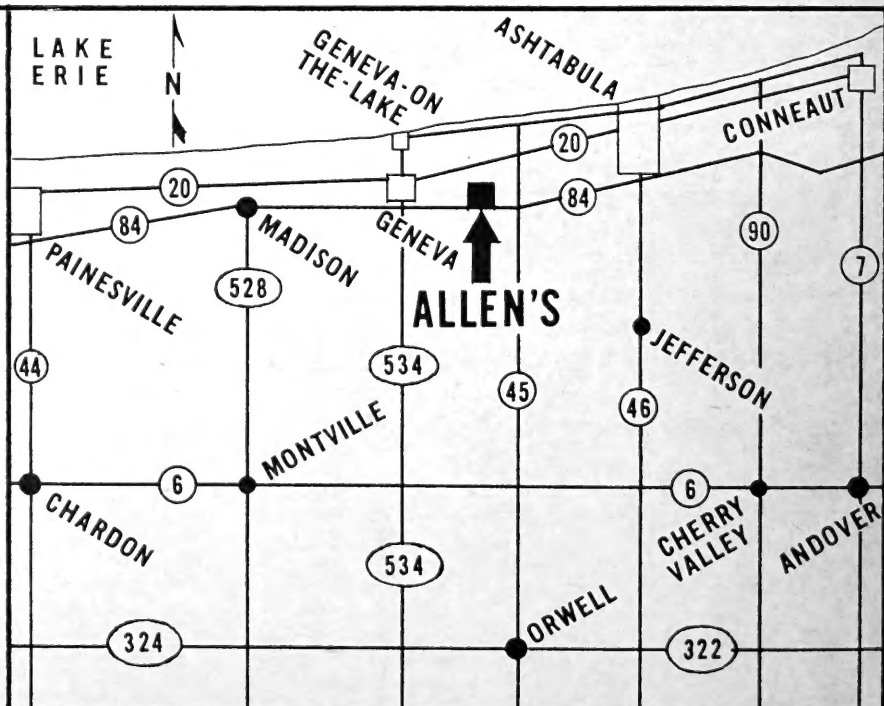 LAKE
ERIE
N
GENEVA-ON
THE-LAKE
ASHTABULA
CONNEAUT
20
20
84
84
MADISON
GENEVA
PAINESVILLE
90
7
528
ALLEN'S
JEFFERSON
44
534
45
46
MONTVILLE
6
6
CHARDON
CHERRY
VALLEY
ANDOVER
534
ORWELL
324
322